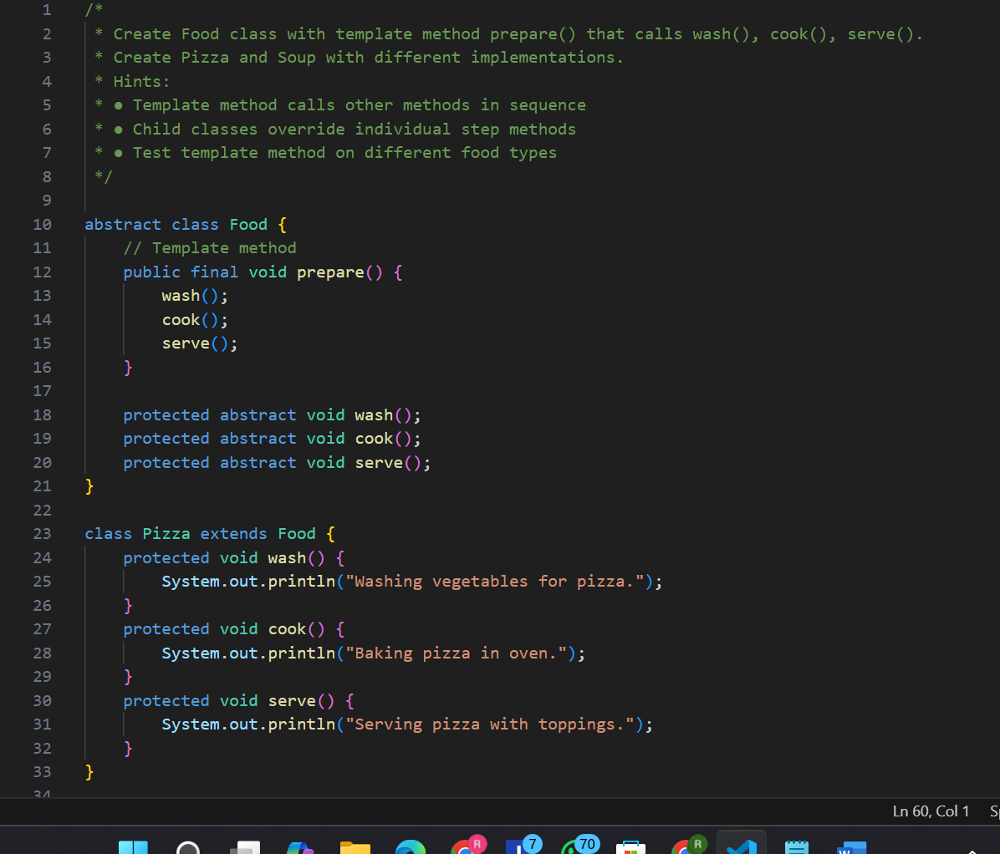 1 /*
2 * Create Food class with template method prepare() that calls wash(), cook(), serve().
3 * Create Pizza and Soup with different implementations.
4 * Hints:
5 * ● Template method calls other methods in sequence
6 * ● Child classes override individual step methods
7 * ● Test template method on different food types
8 */
9
10 abstract class Food {
11 // Template method
12 public final void prepare() {
13 wash();
14 cook();
15 serve();
16 }
17
18 protected abstract void wash();
19 protected abstract void cook();
20 protected abstract void serve();
21 }
22
23 class Pizza extends Food {
24 protected void wash() {
25 System.out.println("Washing vegetables for pizza.");
26 }
27 protected void cook() {
28 System.out.println("Baking pizza in oven.");
29 }
30 protected void serve() {
31 System.out.println("Serving pizza with toppings.");
32 }
33 }
34
Ln 60, Col 1
R 7 70 R W